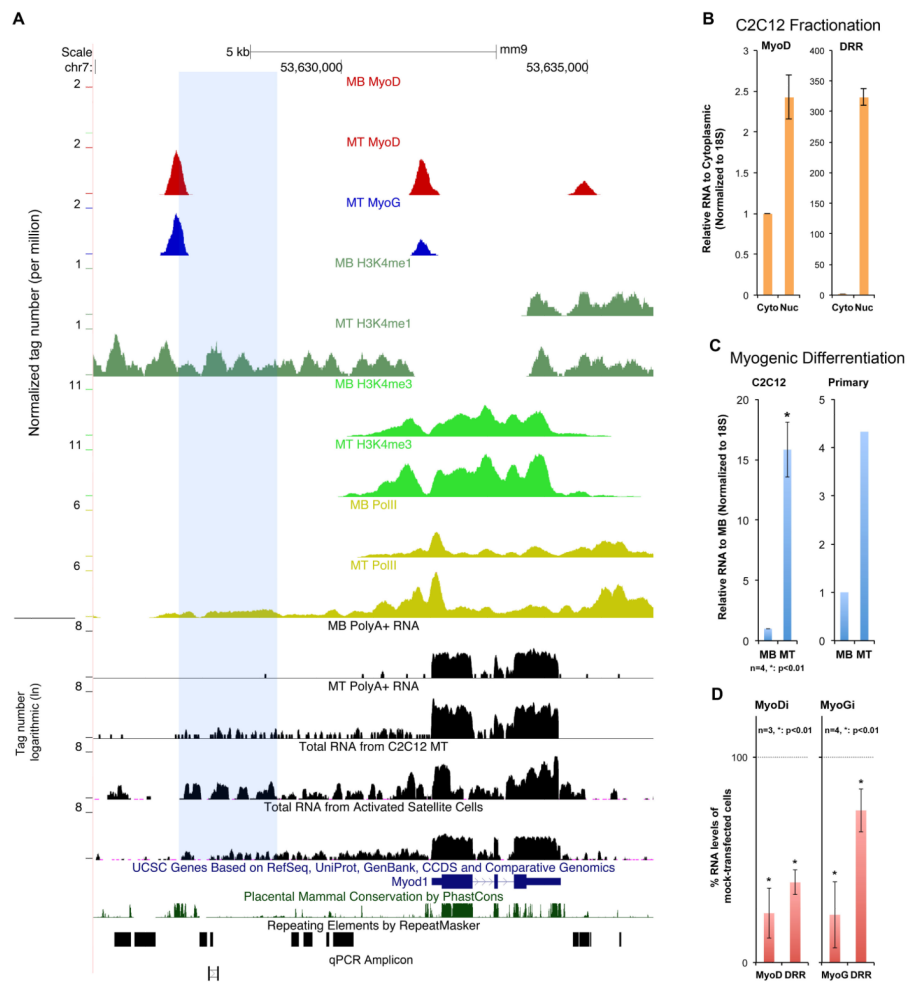 A
Scale
5 kb
mm9
chr7:
53,630,000
53,635,000
2
MB MyoD
2
MT MyoD
2
MT MyoG
1
MB H3K4me1
1
MT H3K4me1
11
MB H3K4me3
11
MT H3K4me3
6
MB PolII
6
MT PolII
Normalized tag number (per million)
8
MB PolyA+ RNA
8
MT PolyA+ RNA
8
Total RNA from C2C12 MT
8
Total RNA from Activated Satellite Cells
Tag number
logarithmic (ln)
UCSC Genes Based on RefSeq, UniProt, GenBank, CCDS and Comparative Genomics
Myod1
Placental Mammal Conservation by PhastCons
Repeating Elements by RepeatMasker
qPCR Amplicon
B
C2C12 Fractionation
MyoD
DRR
Relative RNA to Cytoplasmic
(Normalized to 18S)
3
2.5
2
1.5
1
0.5
0
400
350
300
250
200
150
100
50
0
Cyto Nuc
Cyto Nuc
C
Myogenic Differrentiation
C2C12
Primary
Relative RNA to MB (Normalized to 18S)
20
15
10
5
0
*
5
4
3
2
1
0
MB MT
MB MT
n=4, *: p<0.01
D
MyoDi
MyoGi
n=3, *: p<0.01
n=4, *: p<0.01
% RNA levels of
mock-transfected cells
100
0
* *
* *
MyoD DRR
MyoG DRR